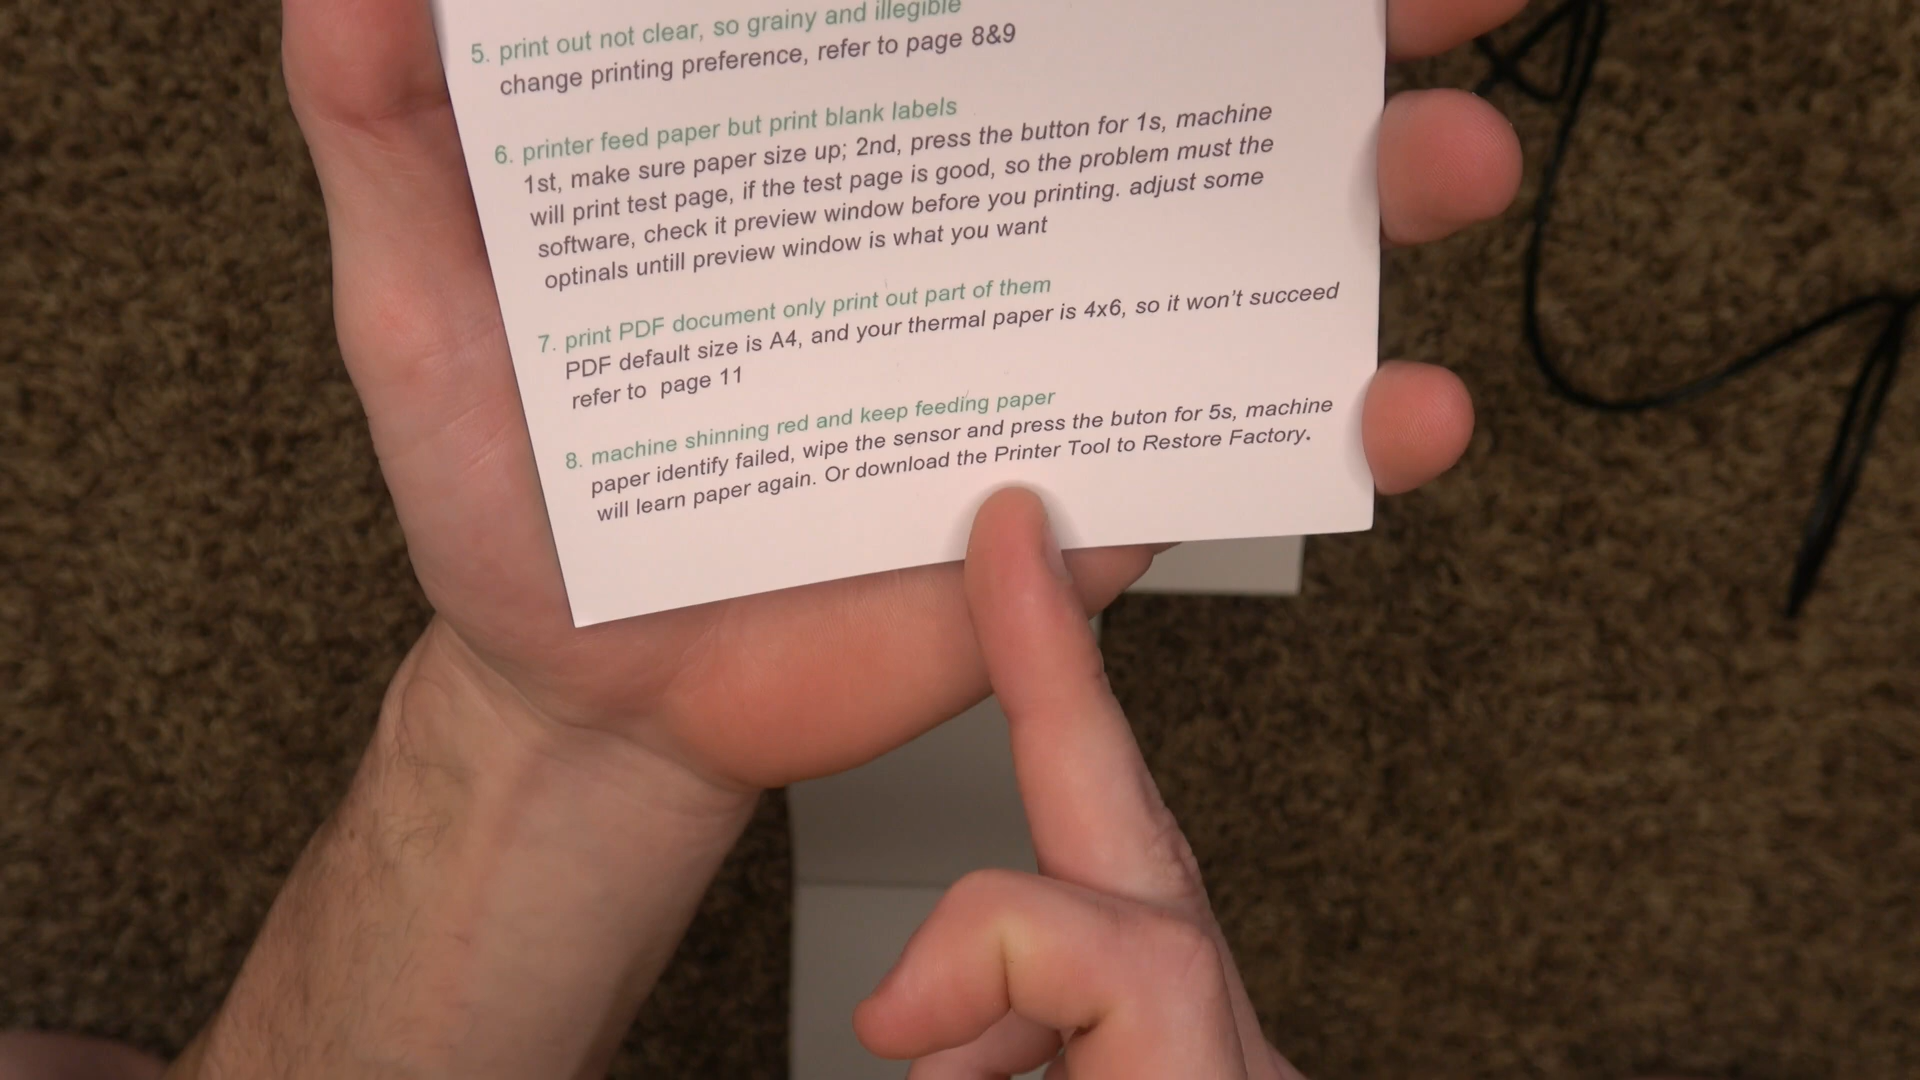 5. print out not clear, so grainy and illegible
change printing preference, refer to page 8&9
6. printer feed paper but print blank labels
1st, make sure paper size up; 2nd, press the button for 1s, machine
will print test page, if the test page is good, so the problem must the
software, check it preview window before you printing. adjust some
optinals untill preview window is what you want
7. print PDF document only print out part of them
PDF default size is A4, and your thermal paper is 4x6, so it won't succeed
refer to page 11
8. machine shinning red and keep feeding paper
paper identify failed, wipe the sensor and press the buton for 5s, machine
will learn paper again. Or download the Printer Tool to Restore Factory.